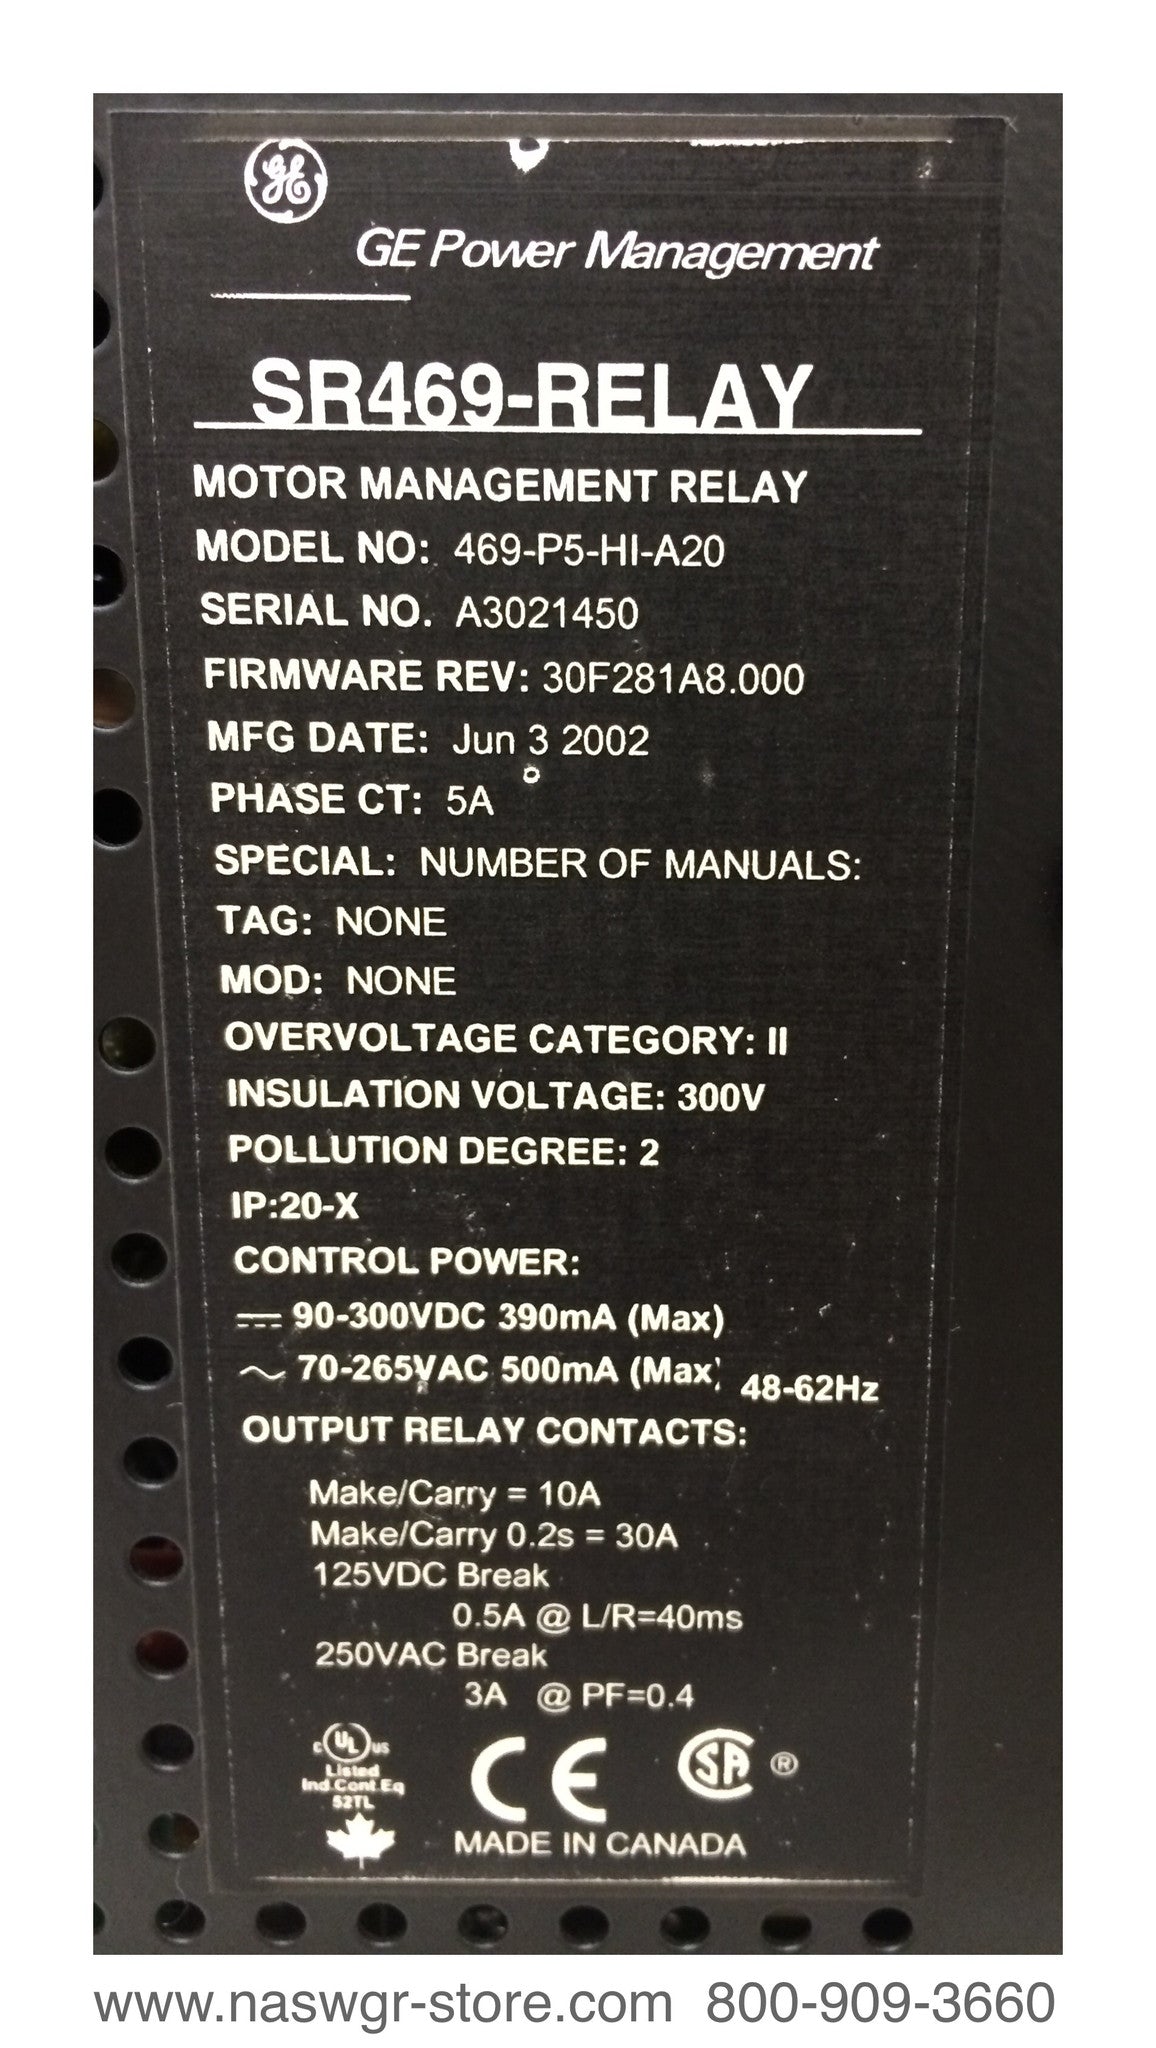 GE
GE Power Management
SR469-RELAY
MOTOR MANAGEMENT RELAY
MODEL NO: 469-P5-HI-A20
SERIAL NO. A3021450
FIRMWARE REV: 30F281A8.000
MFG DATE: Jun 3 2002
PHASE CT: 5A
SPECIAL: NUMBER OF MANUALS:
TAG: NONE
MOD: NONE
OVERVOLTAGE CATEGORY: II
INSULATION VOLTAGE: 300V
POLLUTION DEGREE: 2
IP:20-X
CONTROL POWER:
⎓ 90-300VDC 390mA (Max)
~ 70-265VAC 500mA (Max) 48-62Hz
OUTPUT RELAY CONTACTS:
Make/Carry = 10A
Make/Carry 0.2s = 30A
125VDC Break
0.5A @ L/R=40ms
250VAC Break
3A @ PF=0.4
c UL us
Listed
Ind.Cont.Eq
52TL
CE
SA ®
MADE IN CANADA
www.naswgr-store.com 800-909-3660